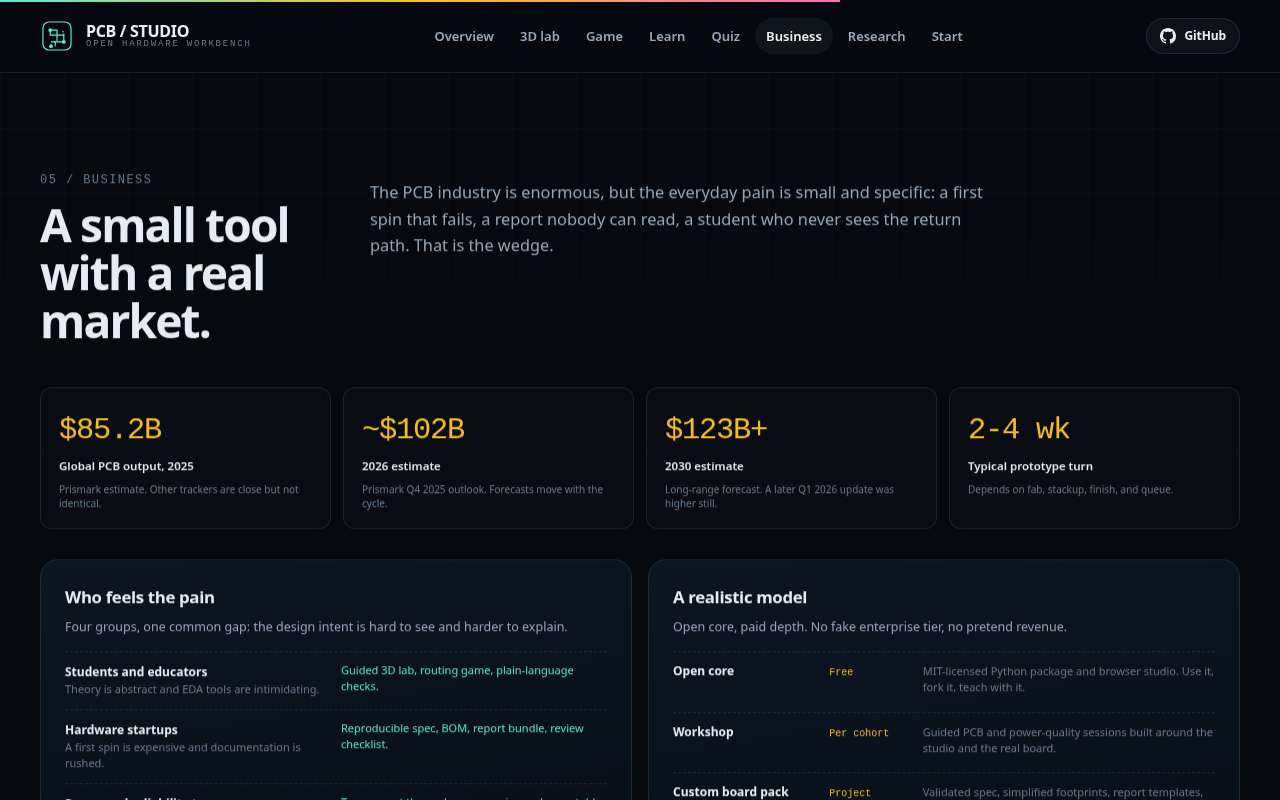 PCB / STUDIO
OPEN HARDWARE WORKBENCH
Overview
3D lab
Game
Learn
Quiz
Business
Research
Start
GitHub
05 / BUSINESS
A small tool
with a real
market.
The PCB industry is enormous, but the everyday pain is small and specific: a first
spin that fails, a report nobody can read, a student who never sees the return
path. That is the wedge.
$85.2B
Global PCB output, 2025
Prismark estimate. Other trackers are close but not
identical.
~$102B
2026 estimate
Prismark Q4 2025 outlook. Forecasts move with the
cycle.
$123B+
2030 estimate
Long-range forecast. A later Q1 2026 update was
higher still.
2-4 wk
Typical prototype turn
Depends on fab, stackup, finish, and queue.
Who feels the pain
Four groups, one common gap: the design intent is hard to see and harder to explain.
Students and educators
Theory is abstract and EDA tools are intimidating.
Guided 3D lab, routing game, plain-language
checks.
Hardware startups
A first spin is expensive and documentation is
rushed.
Reproducible spec, BOM, report bundle, review
checklist.
A realistic model
Open core, paid depth. No fake enterprise tier, no pretend revenue.
Open core
Free
MIT-licensed Python package and browser studio. Use it,
fork it, teach with it.
Workshop
Per cohort
Guided PCB and power-quality sessions built around the
studio and the real board.
Custom board pack
Project
Validated spec, simplified footprints, report templates,